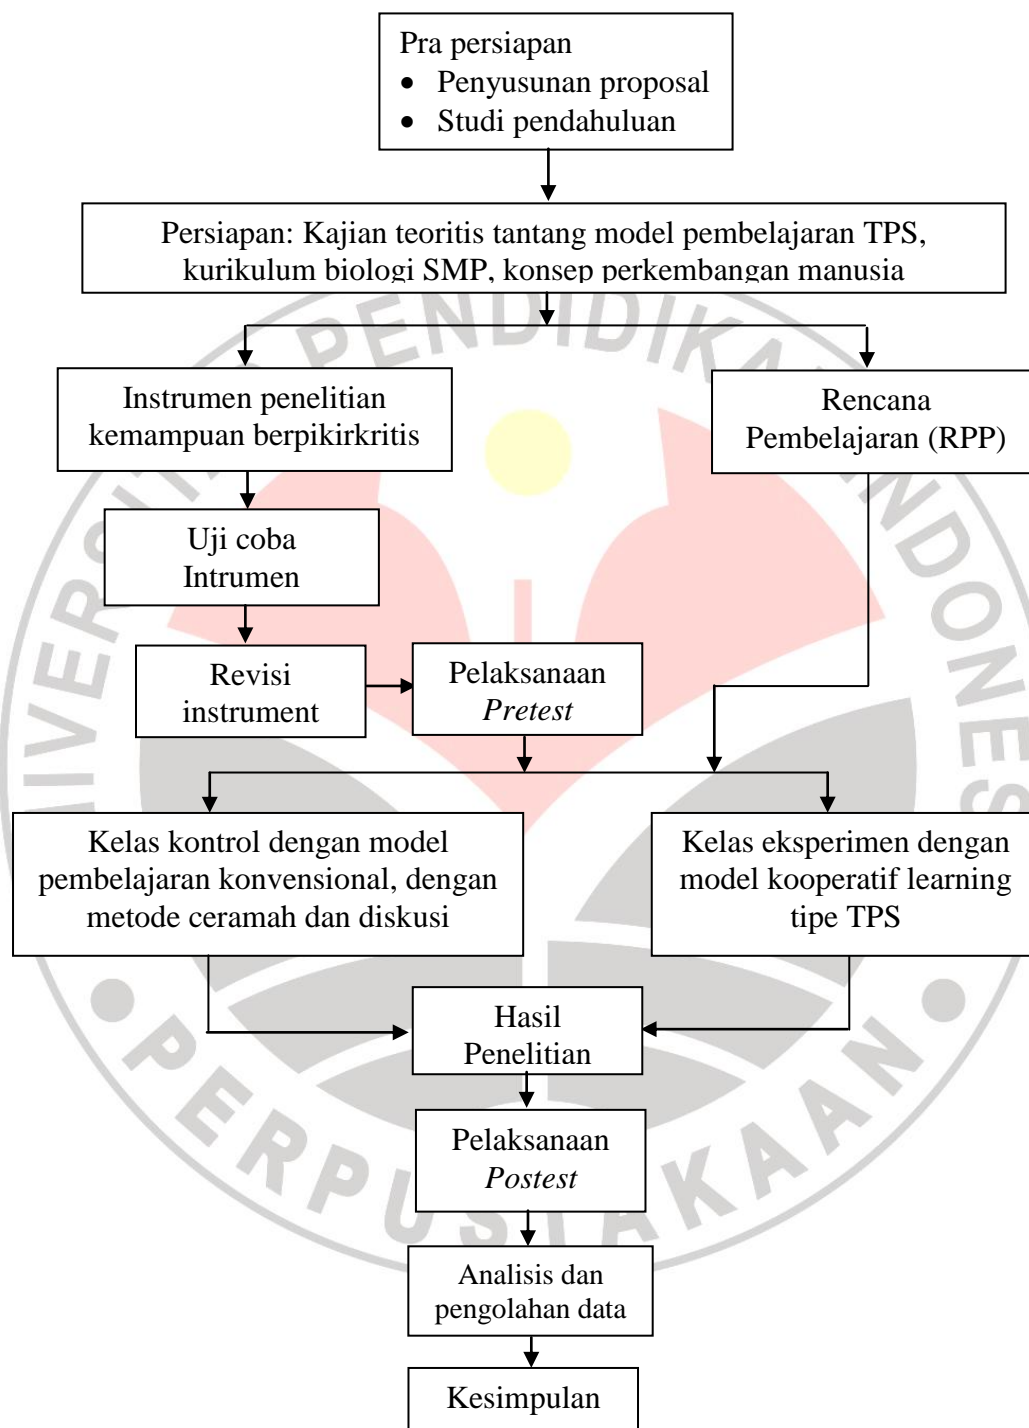 Pra persiapan
• Penyusunan proposal
• Studi pendahuluan
Persiapan: Kajian teoritis tantang model pembelajaran TPS,
kurikulum biologi SMP, konsep perkembangan manusia
Instrumen penelitian
kemampuan berpikirkritis
Rencana
Pembelajaran (RPP)
Uji coba
Intrumen
Revisi
instrument
Pelaksanaan
Pretest
Kelas kontrol dengan model
pembelajaran konvensional, dengan
metode ceramah dan diskusi
Kelas eksperimen dengan
model kooperatif learning
tipe TPS
Hasil
Penelitian
Pelaksanaan
Postest
Analisis dan
pengolahan data
Kesimpulan
PERPUSTAKAAN